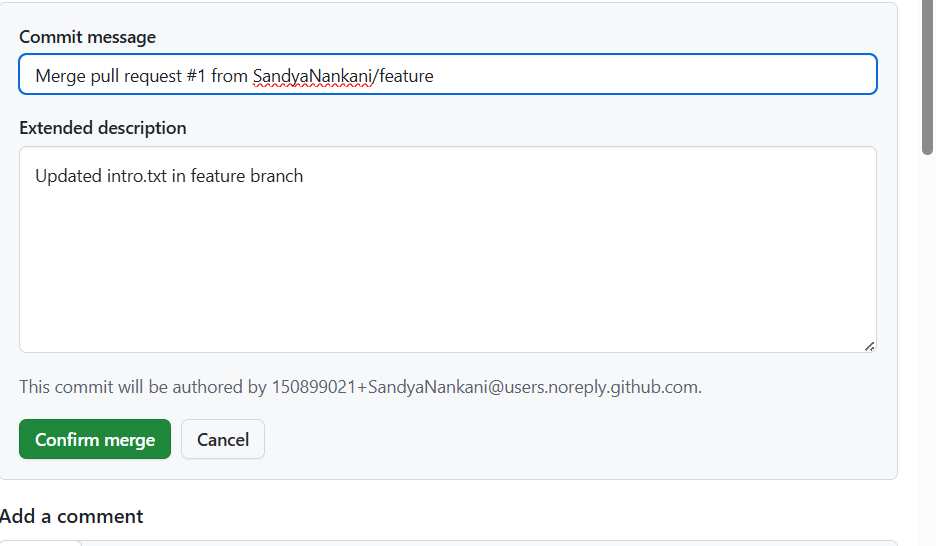 Commit message
Merge pull request #1 from SandyaNankani/feature
Extended description
Updated intro.txt in feature branch
This commit will be authored by 150899021+SandyaNankani@users.noreply.github.com.
Confirm merge
Cancel
Add a comment